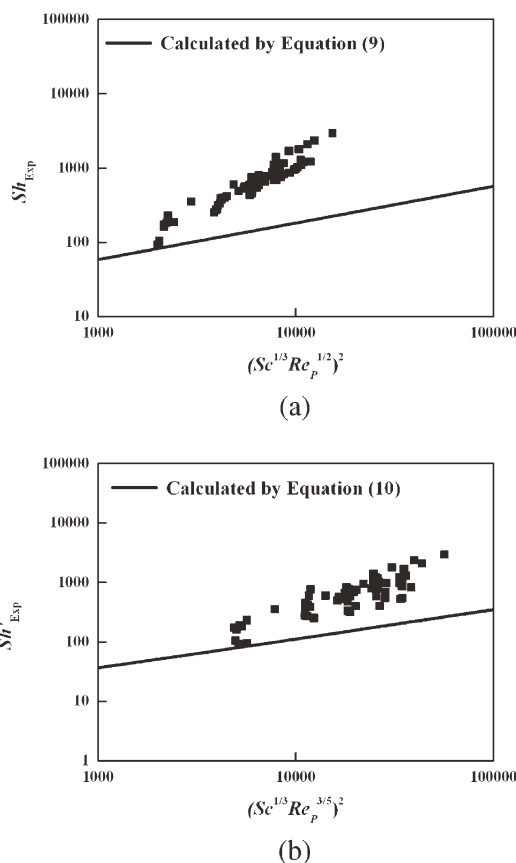 100000
Calculated by Equation (9)
10000
1000
100
10
1000
10000
100000
Sh_Exp
(Sc^1/3 Re_P^1/2)^2
(a)
100000
Calculated by Equation (10)
10000
1000
100
10
1
1000
10000
100000
Sh'_Exp
(Sc^1/3 Re_P^3/5)^2
(b)